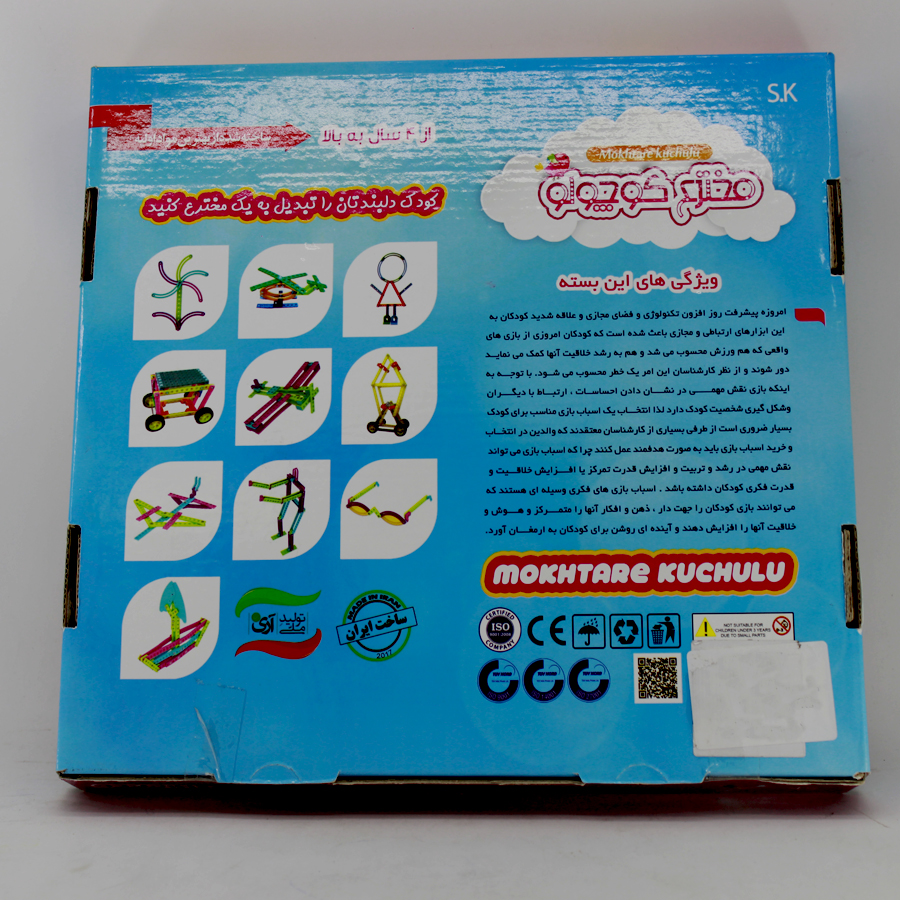 S.K
از ۴ سال به بالا
Mokhtare kuchulu
مخترع کوچولو
کودک دلبندتان را تبدیل به یک مخترع کنید
ویژگی های این بسته
امروزه پیشرفت روز افزون تکنولوژی و فضای مجازی و علاقه شدید کودکان به
این ابزارهای ارتباطی و مجازی باعث شده است که کودکان امروزی از بازی های
واقعی که هم ورزش محسوب می شد و هم به رشد خلاقیت آنها کمک می نماید
دور شوند و از نظر کارشناسان این امر یک خطر محسوب می شود. با توجه به
اینکه بازی نقش مهمی در نشان دادن احساسات ، ارتباط با دیگران
وشکل گیری شخصیت کودک دارد لذا انتخاب یک اسباب بازی مناسب برای کودک
بسیار ضروری است از طرفی بسیاری از کارشناسان معتقدند که والدین در انتخاب
و خرید اسباب بازی باید به صورت هدفمند عمل کنند چرا که اسباب بازی می تواند
نقش مهمی در رشد و تربیت و افزایش قدرت تمرکز یا افزایش خلاقیت و
قدرت فکری کودکان داشته باشد . اسباب بازی های فکری وسیله ای هستند که
می توانند بازی کودکان را جهت دار ، ذهن و افکار آنها را متمرکز و هوش و
خلاقیت آنها را افزایش دهند و آینده ای روشن برای کودکان به ارمغان آورد.
MOKHTARE KUCHULU
CERTIFIED
ISO
9001:2008
COMPANY
CE
NOT SUITABLE FOR
CHILDREN UNDER 3 YEARS
DUE TO SMALL PARTS
تولید
ملی
آری
MADE IN IRAN
ساخت ایران
2017